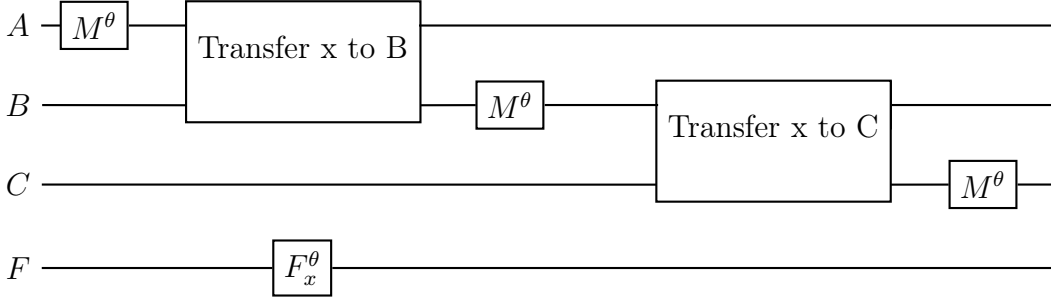 A M^θ Transfer x to B
B M^θ Transfer x to C
C M^θ
F F_x^θ